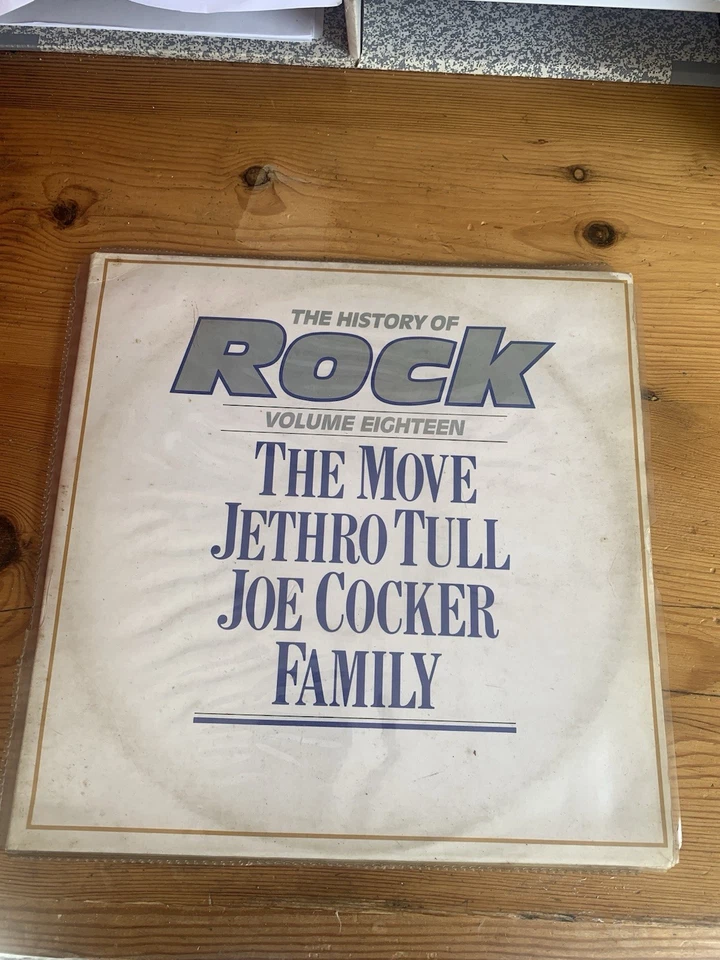 THE HISTORY OF
ROCK
VOLUME EIGHTEEN
THE MOVE
JETHRO TULL
JOE COCKER
FAMILY